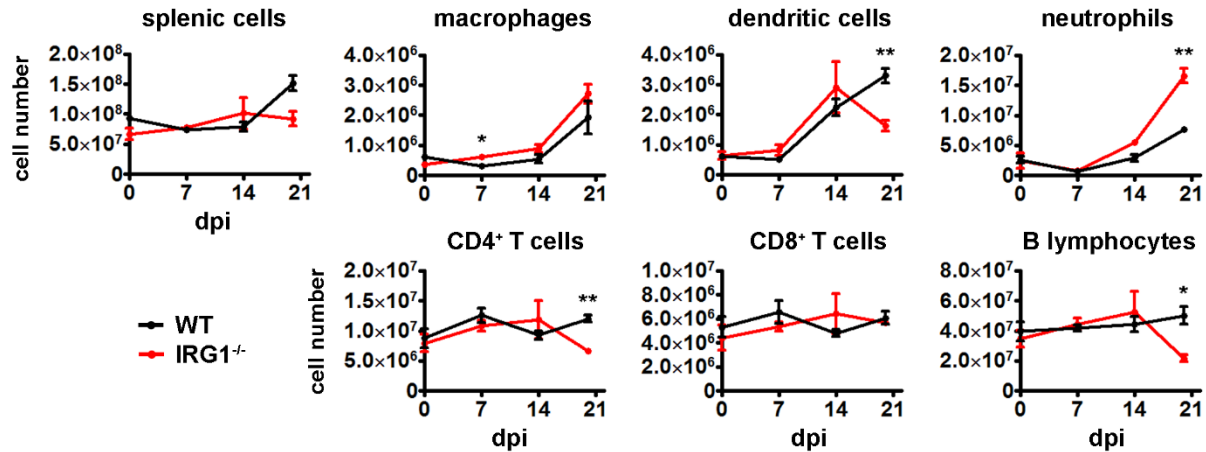 splenic cells
macrophages
dendritic cells
neutrophils
cell number
2.0×10⁸
1.5×10⁸
1.0×10⁸
5.0×10⁷
0
0 7 14 21
dpi
4.0×10⁶
3.0×10⁶
2.0×10⁶
1.0×10⁶
0
*
0 7 14 21
4.0×10⁶
3.0×10⁶
2.0×10⁶
1.0×10⁶
0
**
0 7 14 21
2.0×10⁷
1.5×10⁷
1.0×10⁷
5.0×10⁶
0
**
0 7 14 21
WT
IRG1⁻/⁻
CD4⁺ T cells
CD8⁺ T cells
B lymphocytes
cell number
2.0×10⁷
1.5×10⁷
1.0×10⁷
5.0×10⁶
0
**
0 7 14 21
dpi
1.0×10⁷
8.0×10⁶
6.0×10⁶
4.0×10⁶
2.0×10⁶
0
0 7 14 21
dpi
8.0×10⁷
6.0×10⁷
4.0×10⁷
2.0×10⁷
0
*
0 7 14 21
dpi